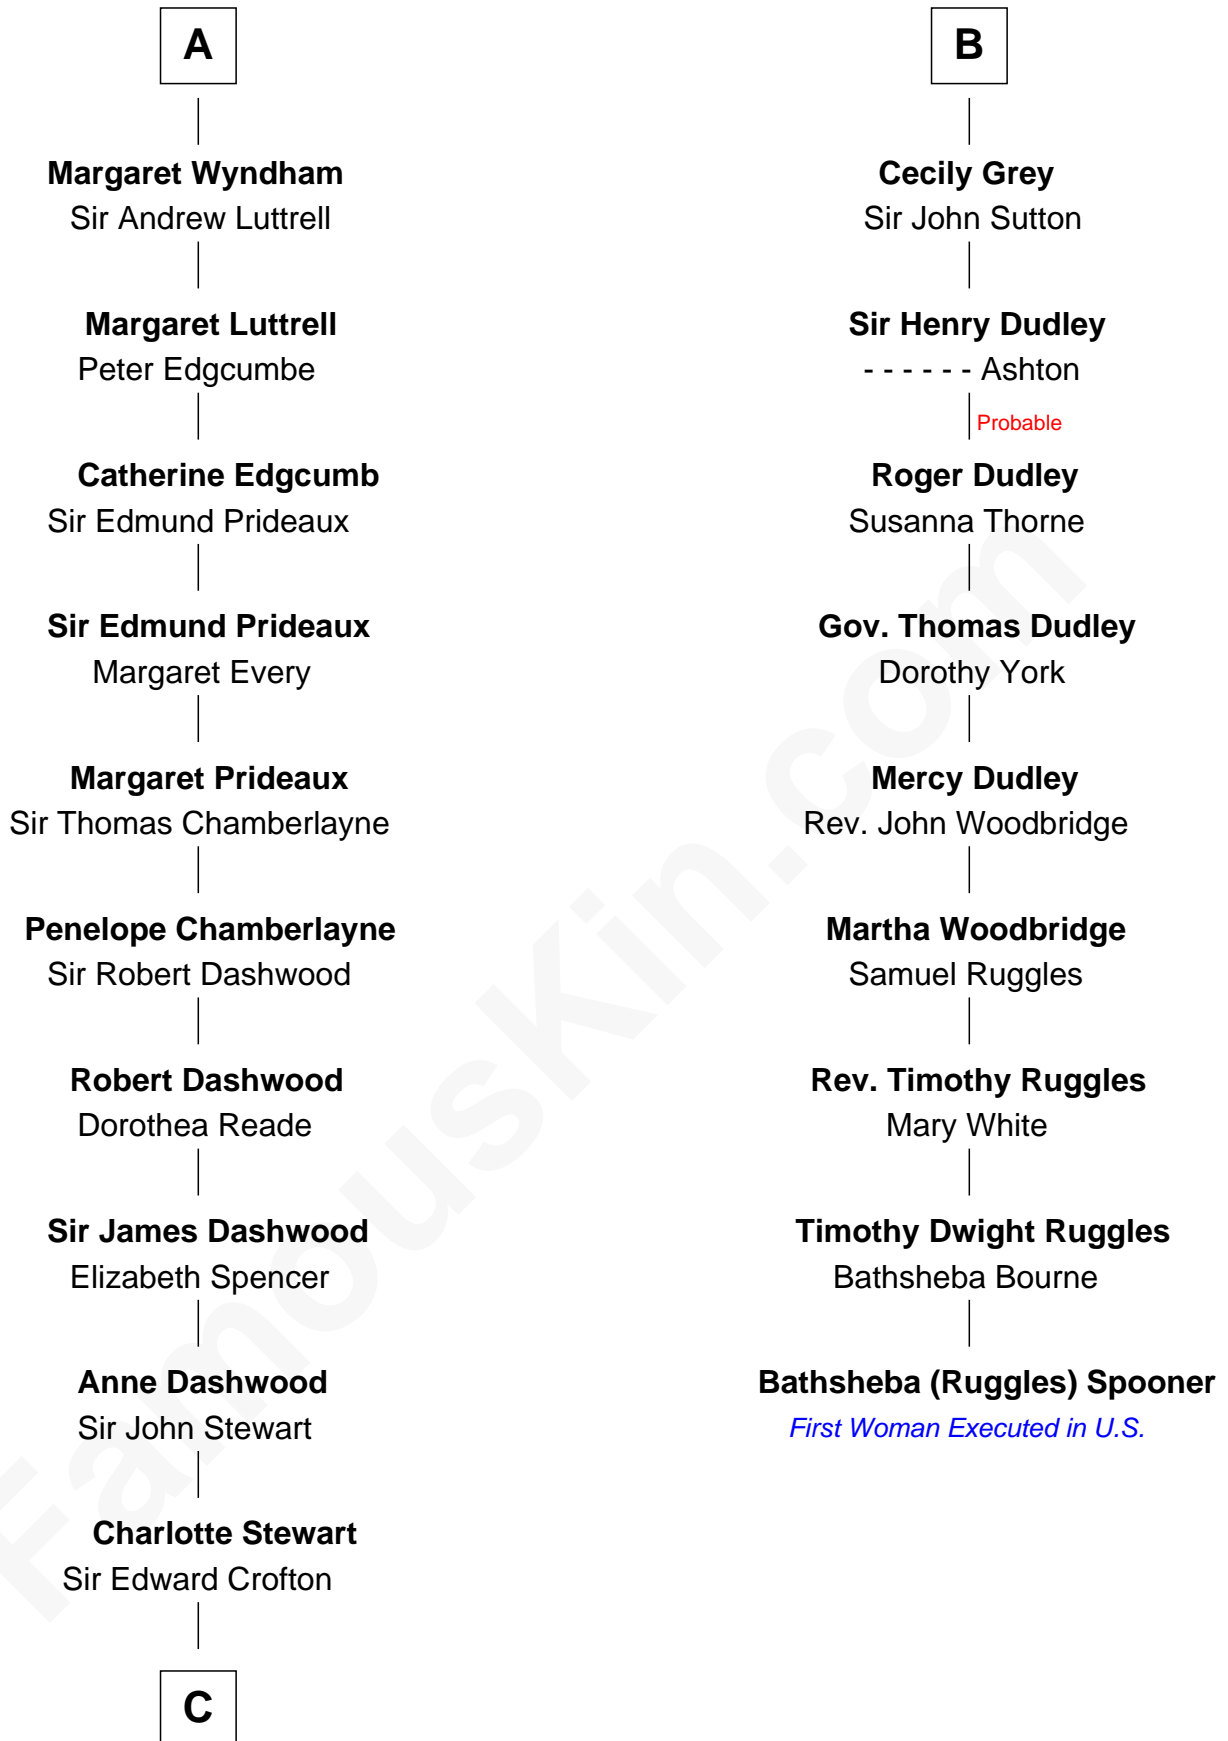 A
Margaret Wyndham
Sir Andrew Luttrell
Margaret Luttrell
Peter Edgcumbe
Catherine Edgcumb
Sir Edmund Prideaux
Sir Edmund Prideaux
Margaret Every
Margaret Prideaux
Sir Thomas Chamberlayne
Penelope Chamberlayne
Sir Robert Dashwood
Robert Dashwood
Dorothea Reade
Sir James Dashwood
Elizabeth Spencer
Anne Dashwood
Sir John Stewart
Charlotte Stewart
Sir Edward Crofton
C
B
Cecily Grey
Sir John Sutton
Sir Henry Dudley
- - - - - - Ashton
Probable
Roger Dudley
Susanna Thorne
Gov. Thomas Dudley
Dorothy York
Mercy Dudley
Rev. John Woodbridge
Martha Woodbridge
Samuel Ruggles
Rev. Timothy Ruggles
Mary White
Timothy Dwight Ruggles
Bathsheba Bourne
Bathsheba (Ruggles) Spooner
First Woman Executed in U.S.
FamousKin.com